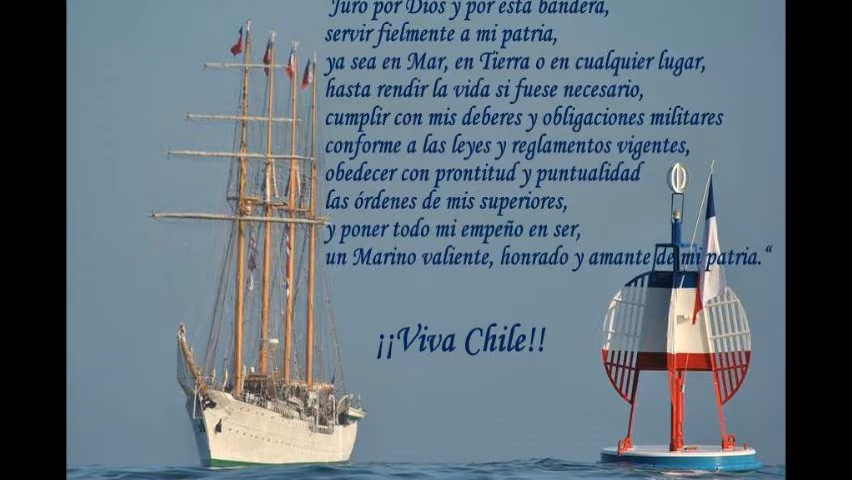 "Juro por Dios y por esta bandera,
servir fielmente a mi patria,
ya sea en Mar, en Tierra o en cualquier lugar,
hasta rendir la vida si fuese necesario,
cumplir con mis deberes y obligaciones militares
conforme a las leyes y reglamentos vigentes,
obedecer con prontitud y puntualidad
las órdenes de mis superiores,
y poner todo mi empeño en ser,
un Marino valiente, honrado y amante de mi patria.“
¡¡Viva Chile!!